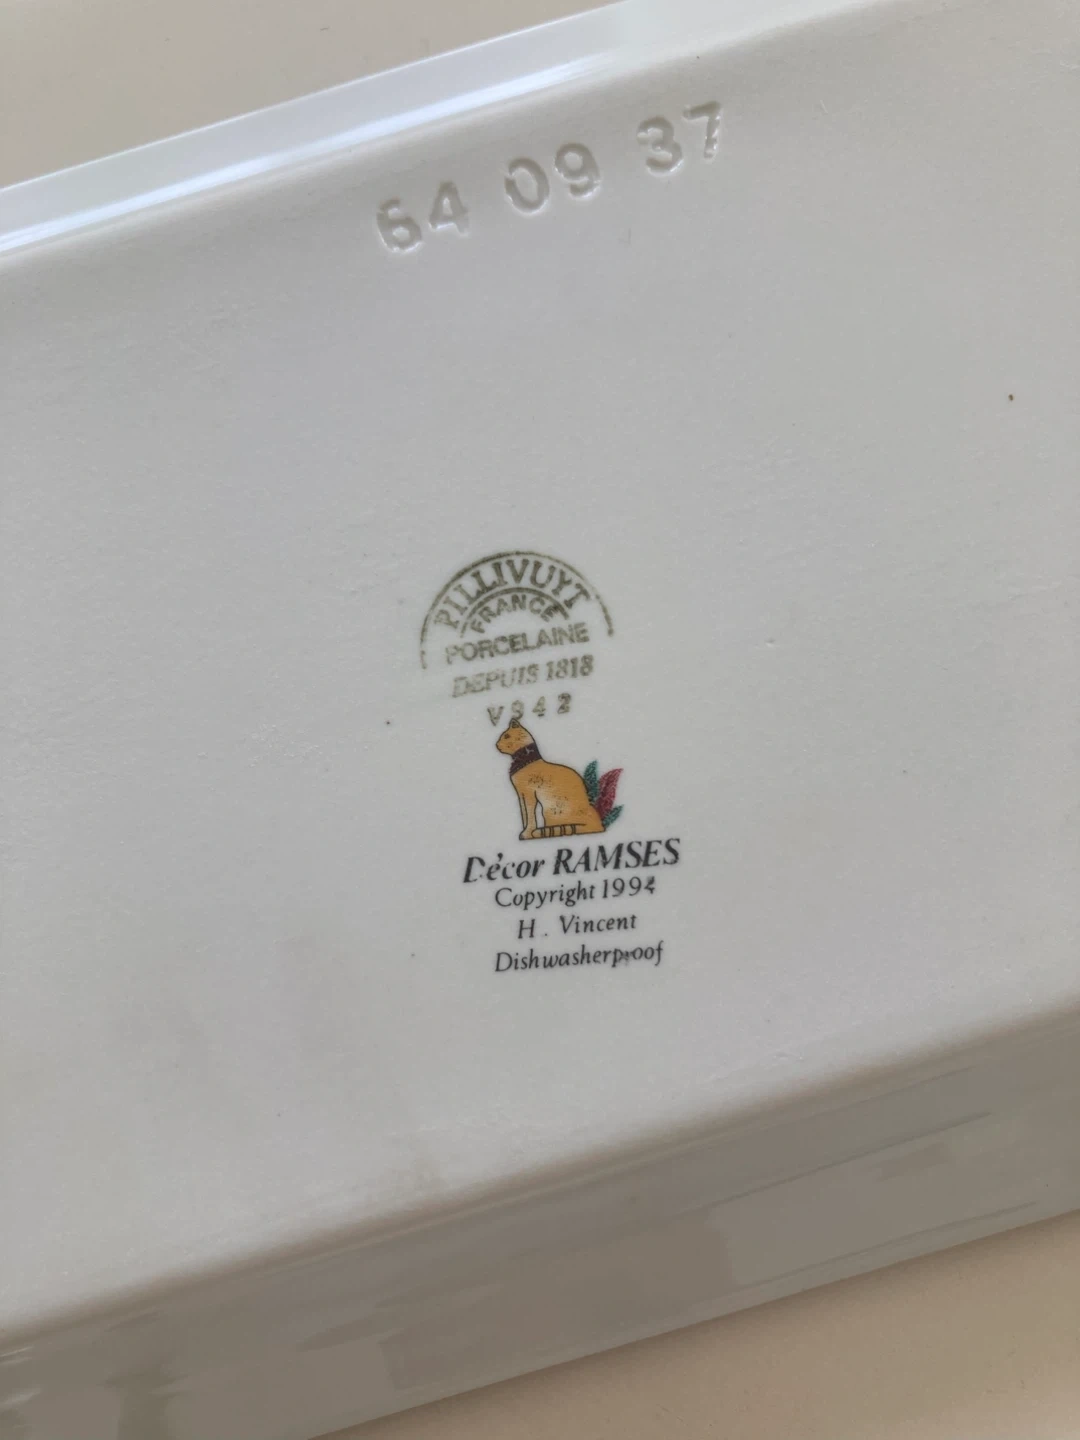 64 09 37
PILLIVUYT
FRANCE
PORCELAINE
DEPUIS 1818
Décor RAMSES
Copyright 1994
H. Vincent
Dishwasherproof